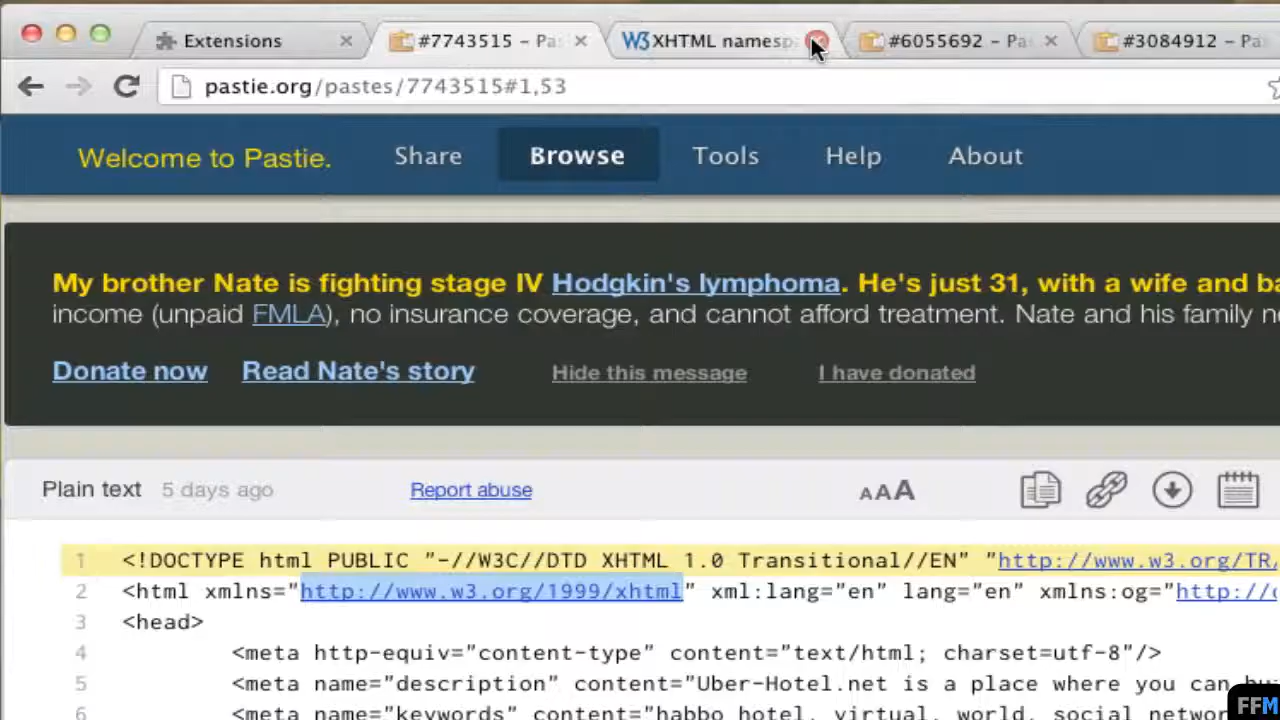 Extensions
#7743515 - Pa
W3 XHTML namesp
#6055692 - Pa
#3084912 - Pa
pastie.org/pastes/7743515#1,53
Welcome to Pastie. Share Browse Tools Help About
My brother Nate is fighting stage IV Hodgkin's lymphoma. He's just 31, with a wife and ba
income (unpaid FMLA), no insurance coverage, and cannot afford treatment. Nate and his family n
Donate now Read Nate's story Hide this message I have donated
Plain text 5 days ago Report abuse AAA
1 <!DOCTYPE html PUBLIC "-//W3C//DTD XHTML 1.0 Transitional//EN" "http://www.w3.org/TR/
2 <html xmlns="http://www.w3.org/1999/xhtml" xml:lang="en" lang="en" xmlns:og="http://
3 <head>
4 <meta http-equiv="content-type" content="text/html; charset=utf-8"/>
5 <meta name="description" content="Uber-Hotel.net is a place where you can
6 <meta name="keywords" content="habbo hotel, virtual, world, social networ
FFM